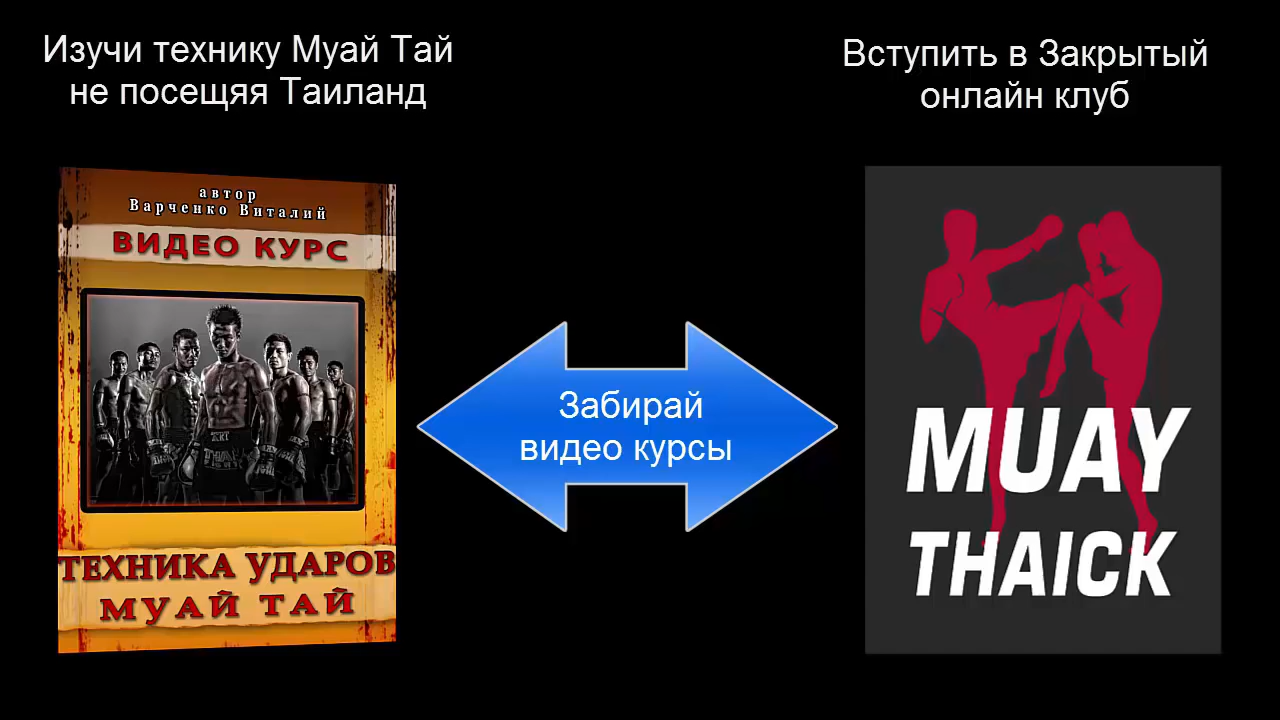 Изучи технику Муай Тай
не посещяя Таиланд
Вступить в Закрытый
онлайн клуб
автор
Варченко Виталий
ВИДЕО КУРС
ТЕХНИКА УДАРОВ
МУАЙ ТАЙ
Забирай
видео курсы
MUAY
THAICK